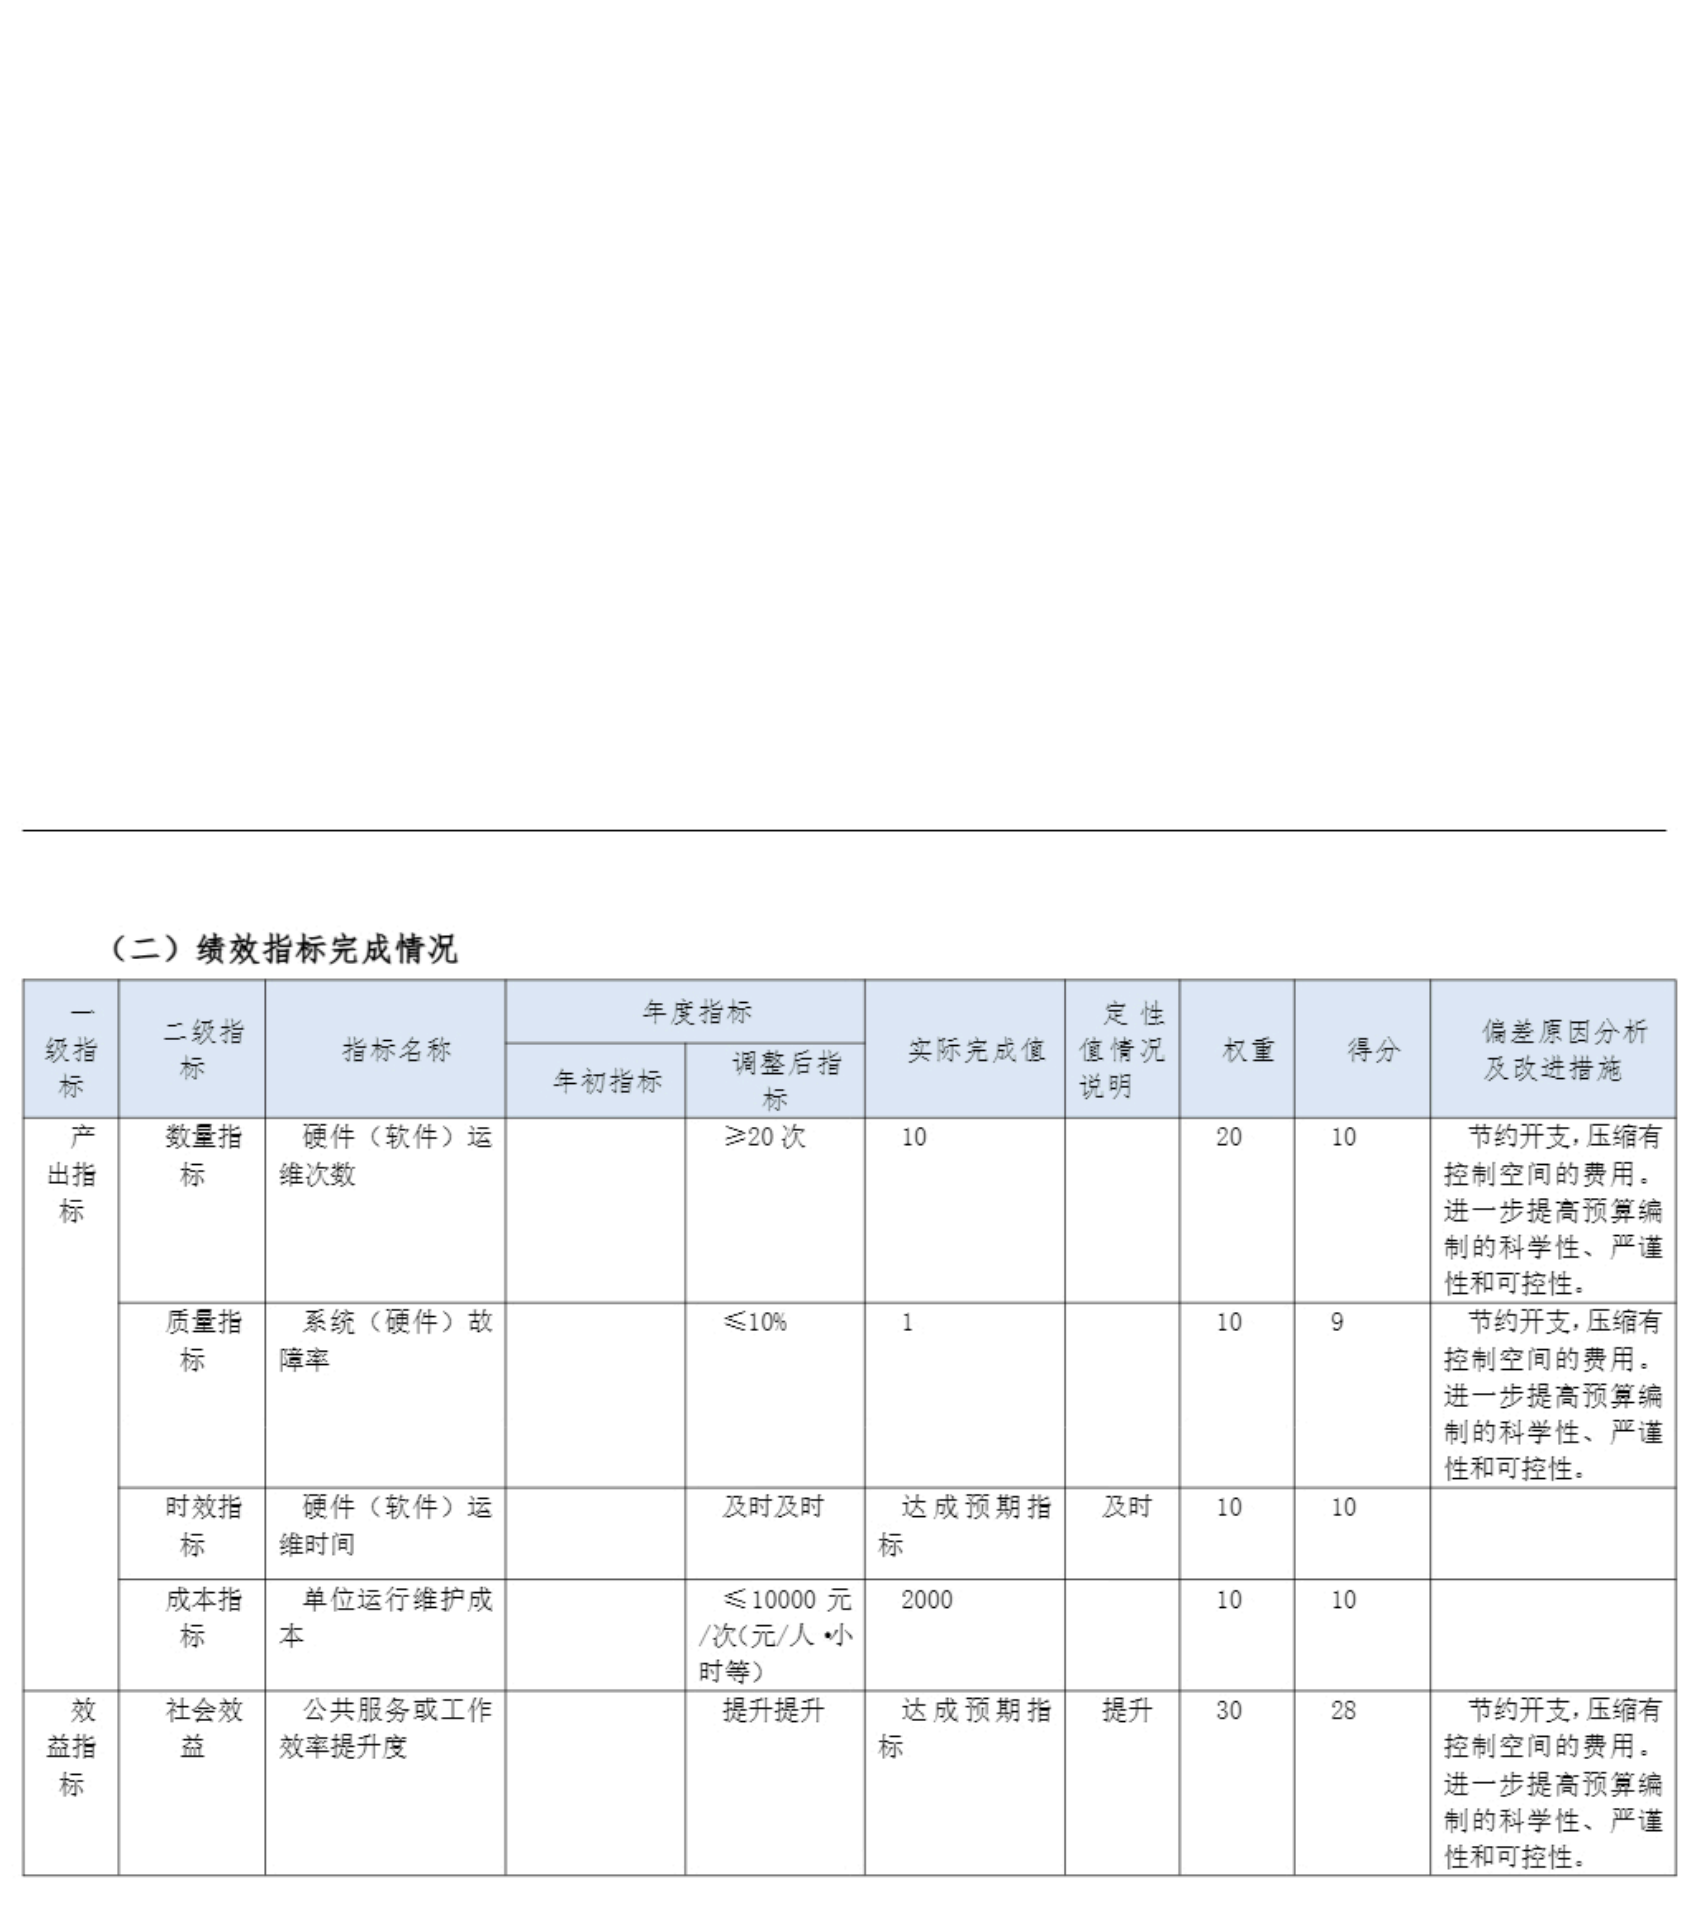 （二）绩效指标完成情况
一
级指
标
二级指
标
指标名称
年度指标
年初指标
调整后指
标
实际完成值
定性
值情况
说明
权重
得分
偏差原因分析
及改进措施
产
出指
标
数量指
标
硬件（软件）运
维次数
≥20 次
10
20
10
节约开支，压缩有
控制空间的费用。
进一步提高预算编
制的科学性、严谨
性和可控性。
质量指
标
系统（硬件）故
障率
≤10%
1
10
9
节约开支，压缩有
控制空间的费用。
进一步提高预算编
制的科学性、严谨
性和可控性。
时效指
标
硬件（软件）运
维时间
及时及时
达成预期指
标
及时
10
10
成本指
标
单位运行维护成
本
≤10000 元
/次(元/人•小
时等）
2000
10
10
效
益指
标
社会效
益
公共服务或工作
效率提升度
提升提升
达成预期指
标
提升
30
28
节约开支，压缩有
控制空间的费用。
进一步提高预算编
制的科学性、严谨
性和可控性。